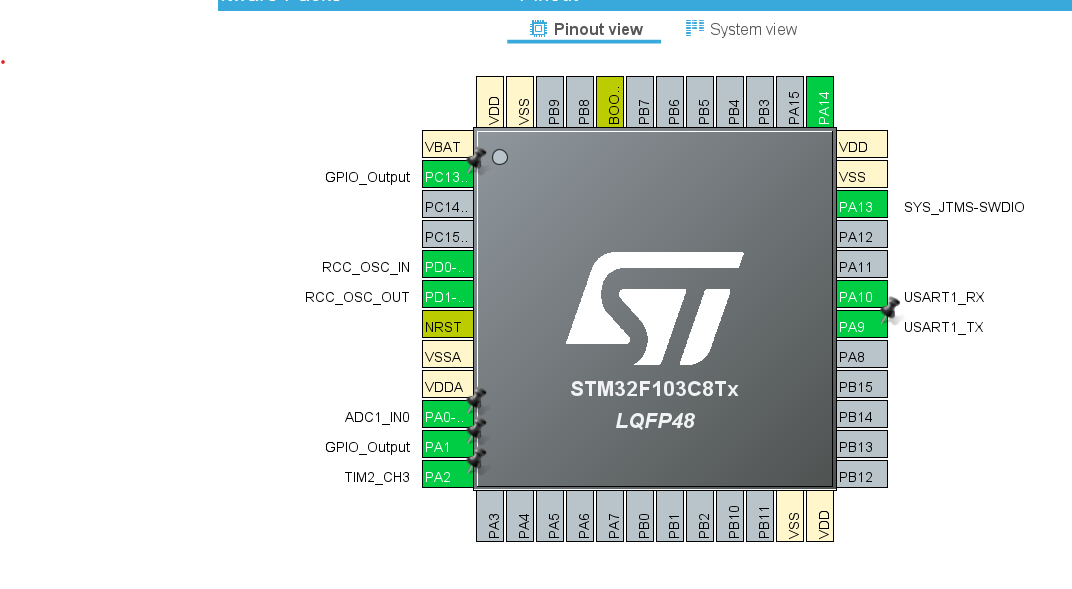 Pinout view
System view
VDD
VSS
PB9
PB8
BOO..
PB7
PB6
PB5
PB4
PB3
PA15
PA14
VBAT
VDD
GPIO_Output PC13..
VSS
PC14..
PA13 SYS_JTMS-SWDIO
PC15..
PA12
RCC_OSC_IN PD0-..
PA11
RCC_OSC_OUT PD1-..
PA10 USART1_RX
NRST
PA9 USART1_TX
VSSA
PA8
VDDA
PB15
ADC1_IN0 PA0-..
PB14
GPIO_Output PA1
PB13
TIM2_CH3 PA2
PB12
ST
STM32F103C8Tx
LQFP48
PA3
PA4
PA5
PA6
PA7
PB0
PB1
PB2
PB10
PB11
VSS
VDD